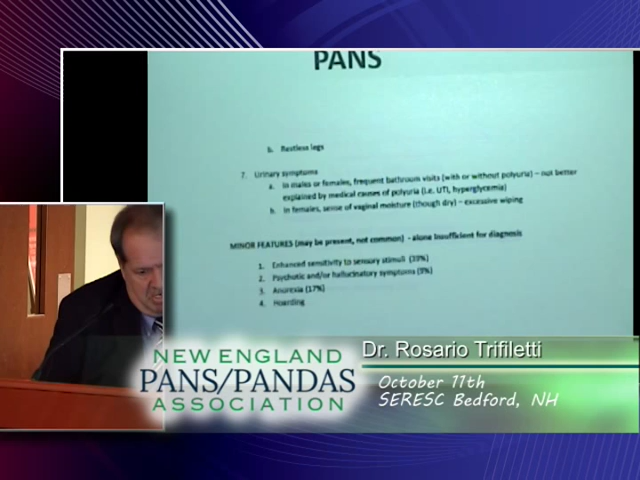 PANS
b. Restless legs
7. Urinary symptoms
a. In males or females, frequent bathroom visits (with or without polyuria) – not better
explained by medical causes of polyuria (i.e. UTI, hyperglycemia)
b. In females, sense of vaginal moisture (though dry) – excessive wiping
MINOR FEATURES (may be present, not common) - alone insufficient for diagnosis
1. Enhanced sensitivity to sensory stimuli (33%)
2. Psychotic and/or hallucinatory symptoms (9%)
3. Anorexia (17%)
4. Hoarding
NEW ENGLAND
PANS/PANDAS
ASSOCIATION
Dr. Rosario Trifiletti
October 11th
SERESC Bedford, NH